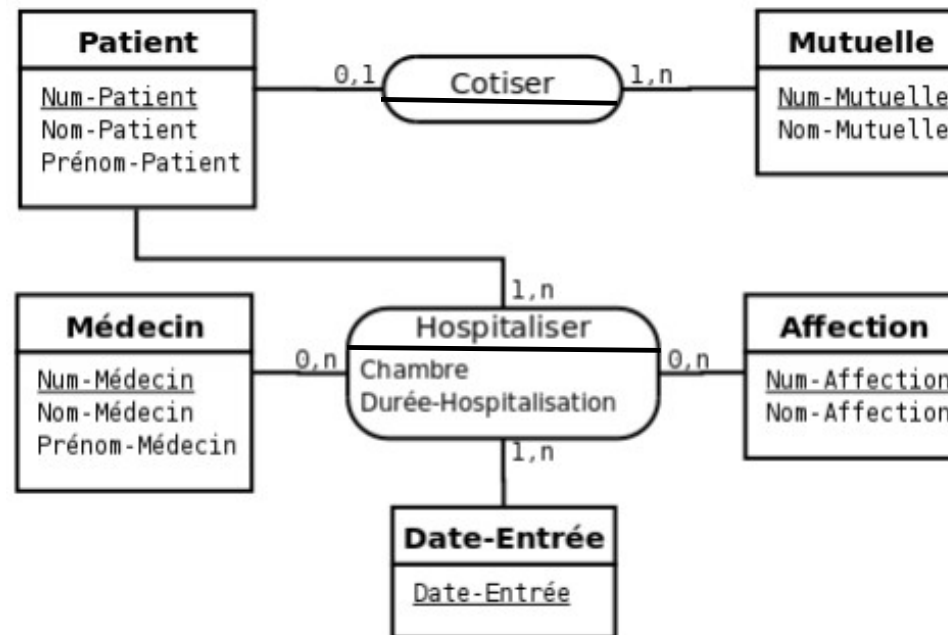 Patient
Num-Patient
Nom-Patient
Prénom-Patient
0,1
Cotiser
1,n
Mutuelle
Num-Mutuelle
Nom-Mutuelle
1,n
Médecin
Num-Médecin
Nom-Médecin
Prénom-Médecin
0,n
Hospitaliser
Chambre
Durée-Hospitalisation
0,n
Affection
Num-Affection
Nom-Affection
1,n
Date-Entrée
Date-Entrée